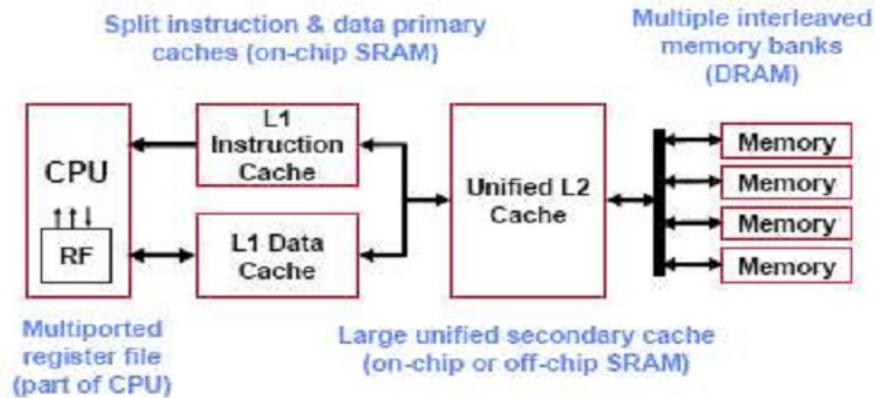 Split instruction & data primary
caches (on-chip SRAM)
Multiple interleaved
memory banks
(DRAM)
CPU
RF
L1
Instruction
Cache
L1 Data
Cache
Unified L2
Cache
Memory
Memory
Memory
Memory
Multiported
register file
(part of CPU)
Large unified secondary cache
(on-chip or off-chip SRAM)